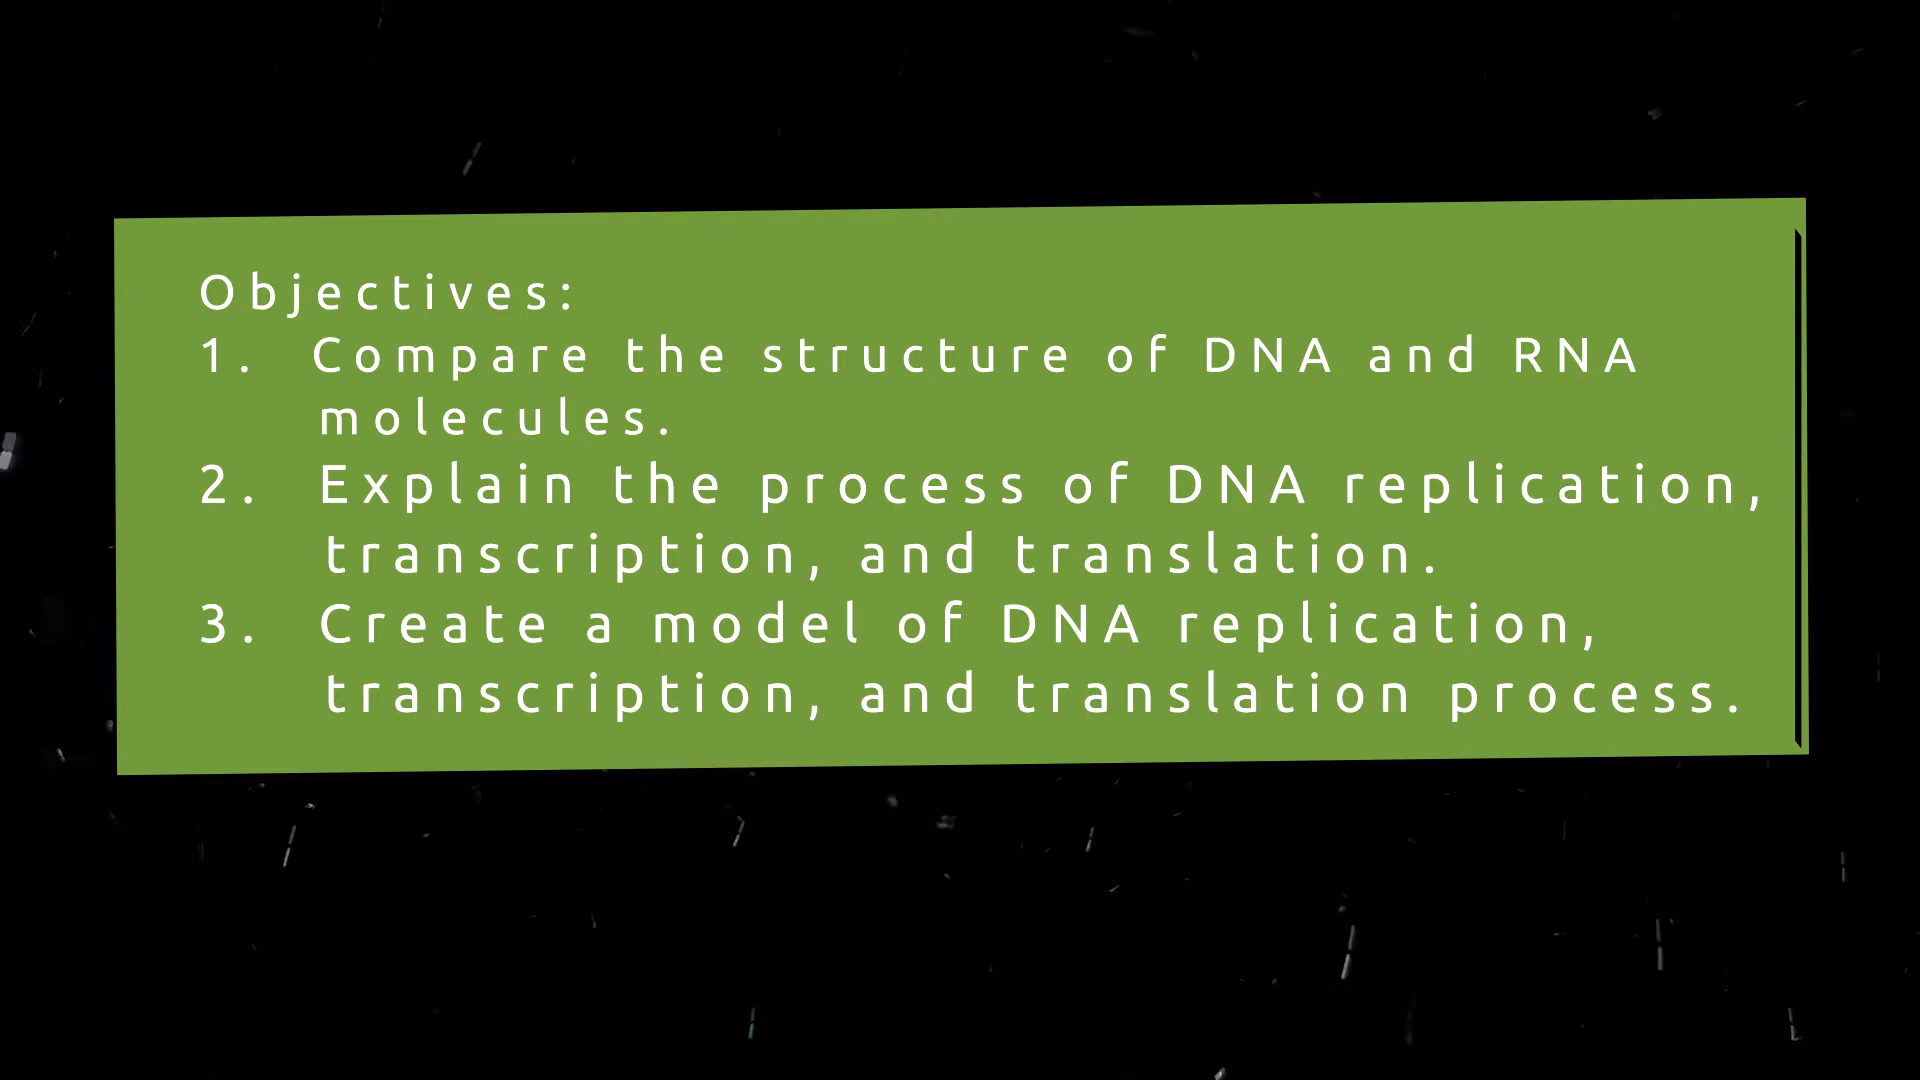 Objectives:
1. Compare the structure of DNA and RNA
molecules.
2. Explain the process of DNA replication,
transcription, and translation.
3. Create a model of DNA replication,
transcription, and translation process.